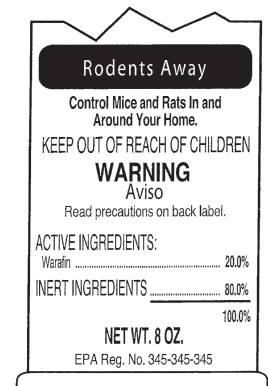 Rodents Away
Control Mice and Rats In and
Around Your Home.
KEEP OUT OF REACH OF CHILDREN
WARNING
Aviso
Read precautions on back label.
ACTIVE INGREDIENTS:
Warafin ........................................ 20.0%
INERT INGREDIENTS .................... 80.0%
100.0%
NET WT. 8 OZ.
EPA Reg. No. 345-345-345